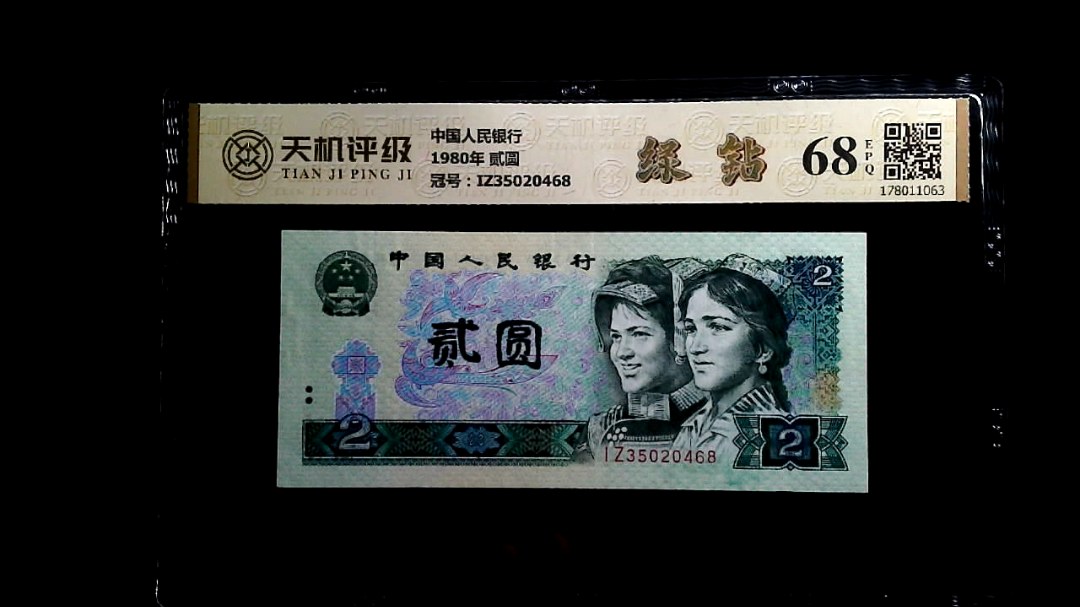 天机评级
TIAN JI PING JI
中国人民银行
1980年 贰圆
冠号：IZ35020468
绿 钻
68
EPQ
178011063
中国人民银行
2
贰圆
2
2
IZ35020468